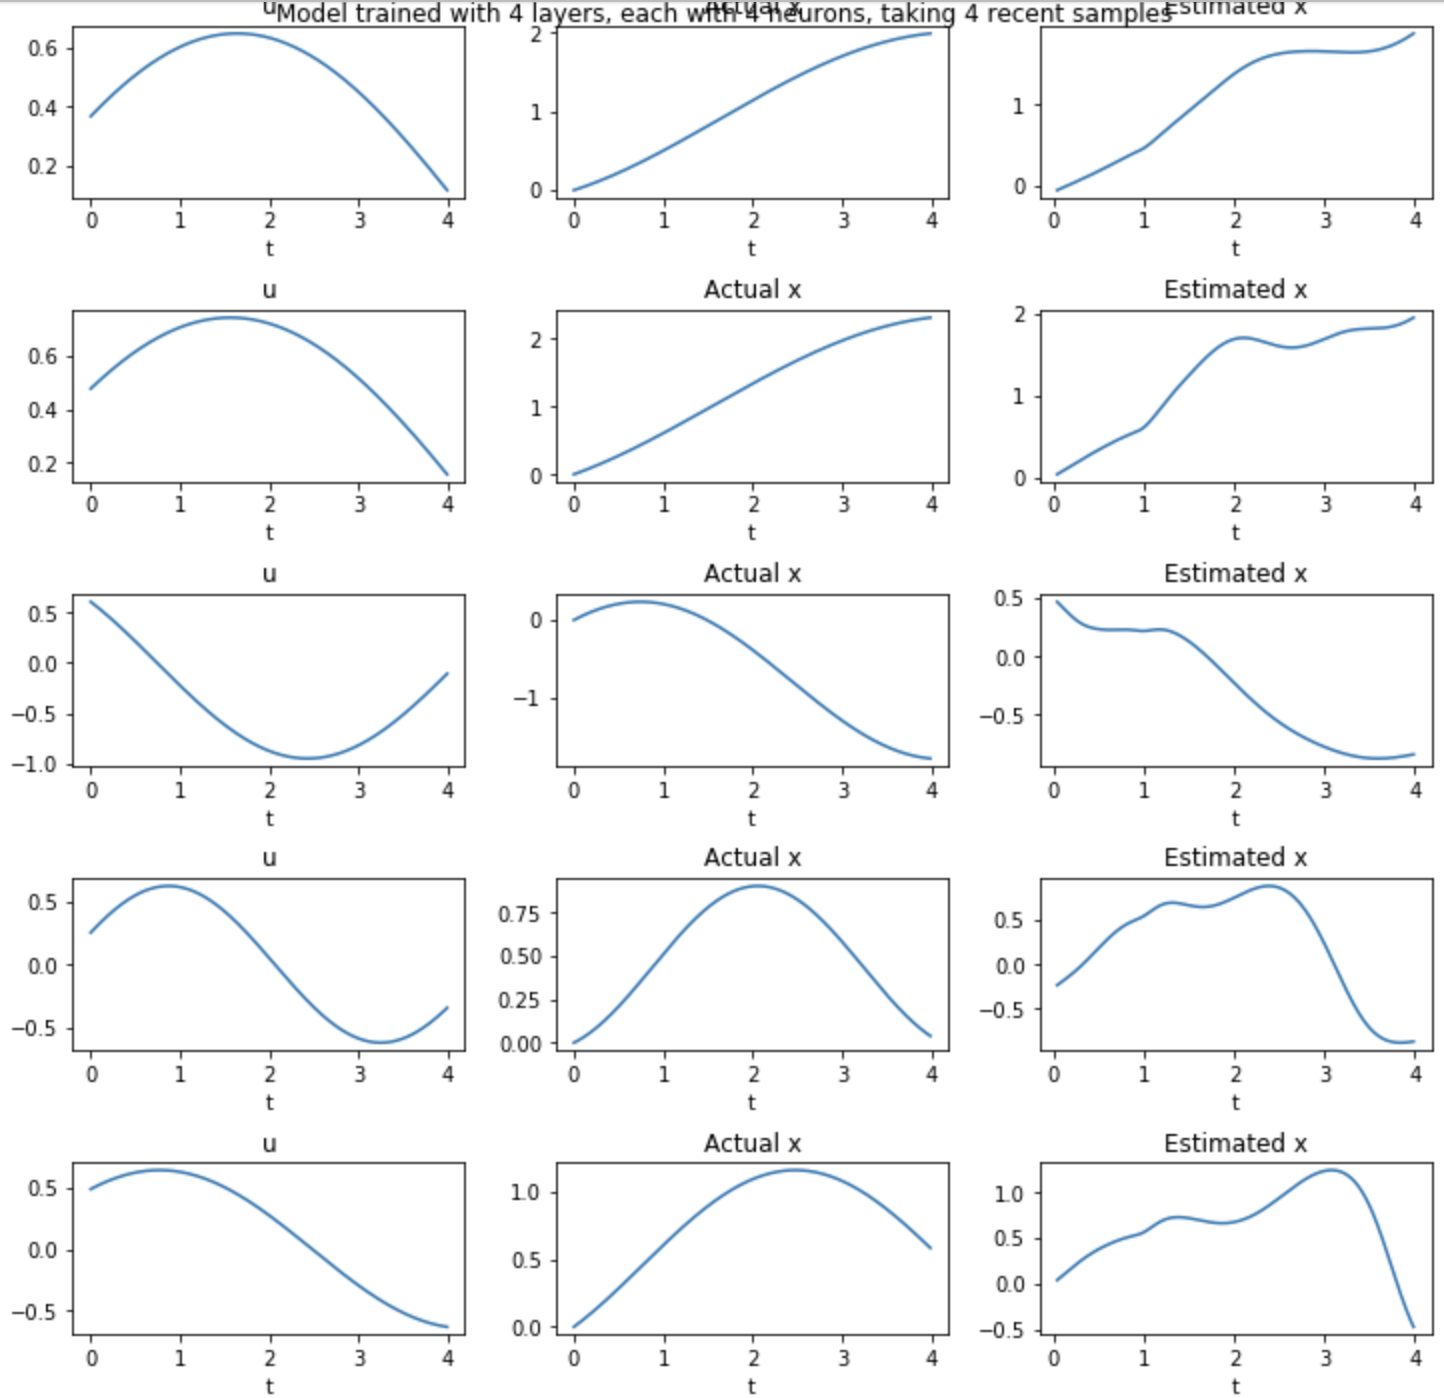 Model trained with 4 layers, each with 4 neurons, taking 4 recent samples
u Actual x Estimated x
0.6 2
0.4 1 1
0.2 0 0
0 1 2 3 4 0 1 2 3 4 0 1 2 3 4
t t t
u Actual x Estimated x
2
0.6 2
0.4 1 1
0.2 0 0
0 1 2 3 4 0 1 2 3 4 0 1 2 3 4
t t t
u Actual x Estimated x
0.5 0 0.5
0.0 0.0
−0.5 −1 −0.5
−1.0
0 1 2 3 4 0 1 2 3 4 0 1 2 3 4
t t t
u Actual x Estimated x
0.5 0.75 0.5
0.0 0.50 0.0
−0.5 0.25 −0.5
0.00
0 1 2 3 4 0 1 2 3 4 0 1 2 3 4
t t t
u Actual x Estimated x
0.5 1.0 1.0
0.0 0.5 0.5
−0.5 0.0 0.0
−0.5
0 1 2 3 4 0 1 2 3 4 0 1 2 3 4
t t t